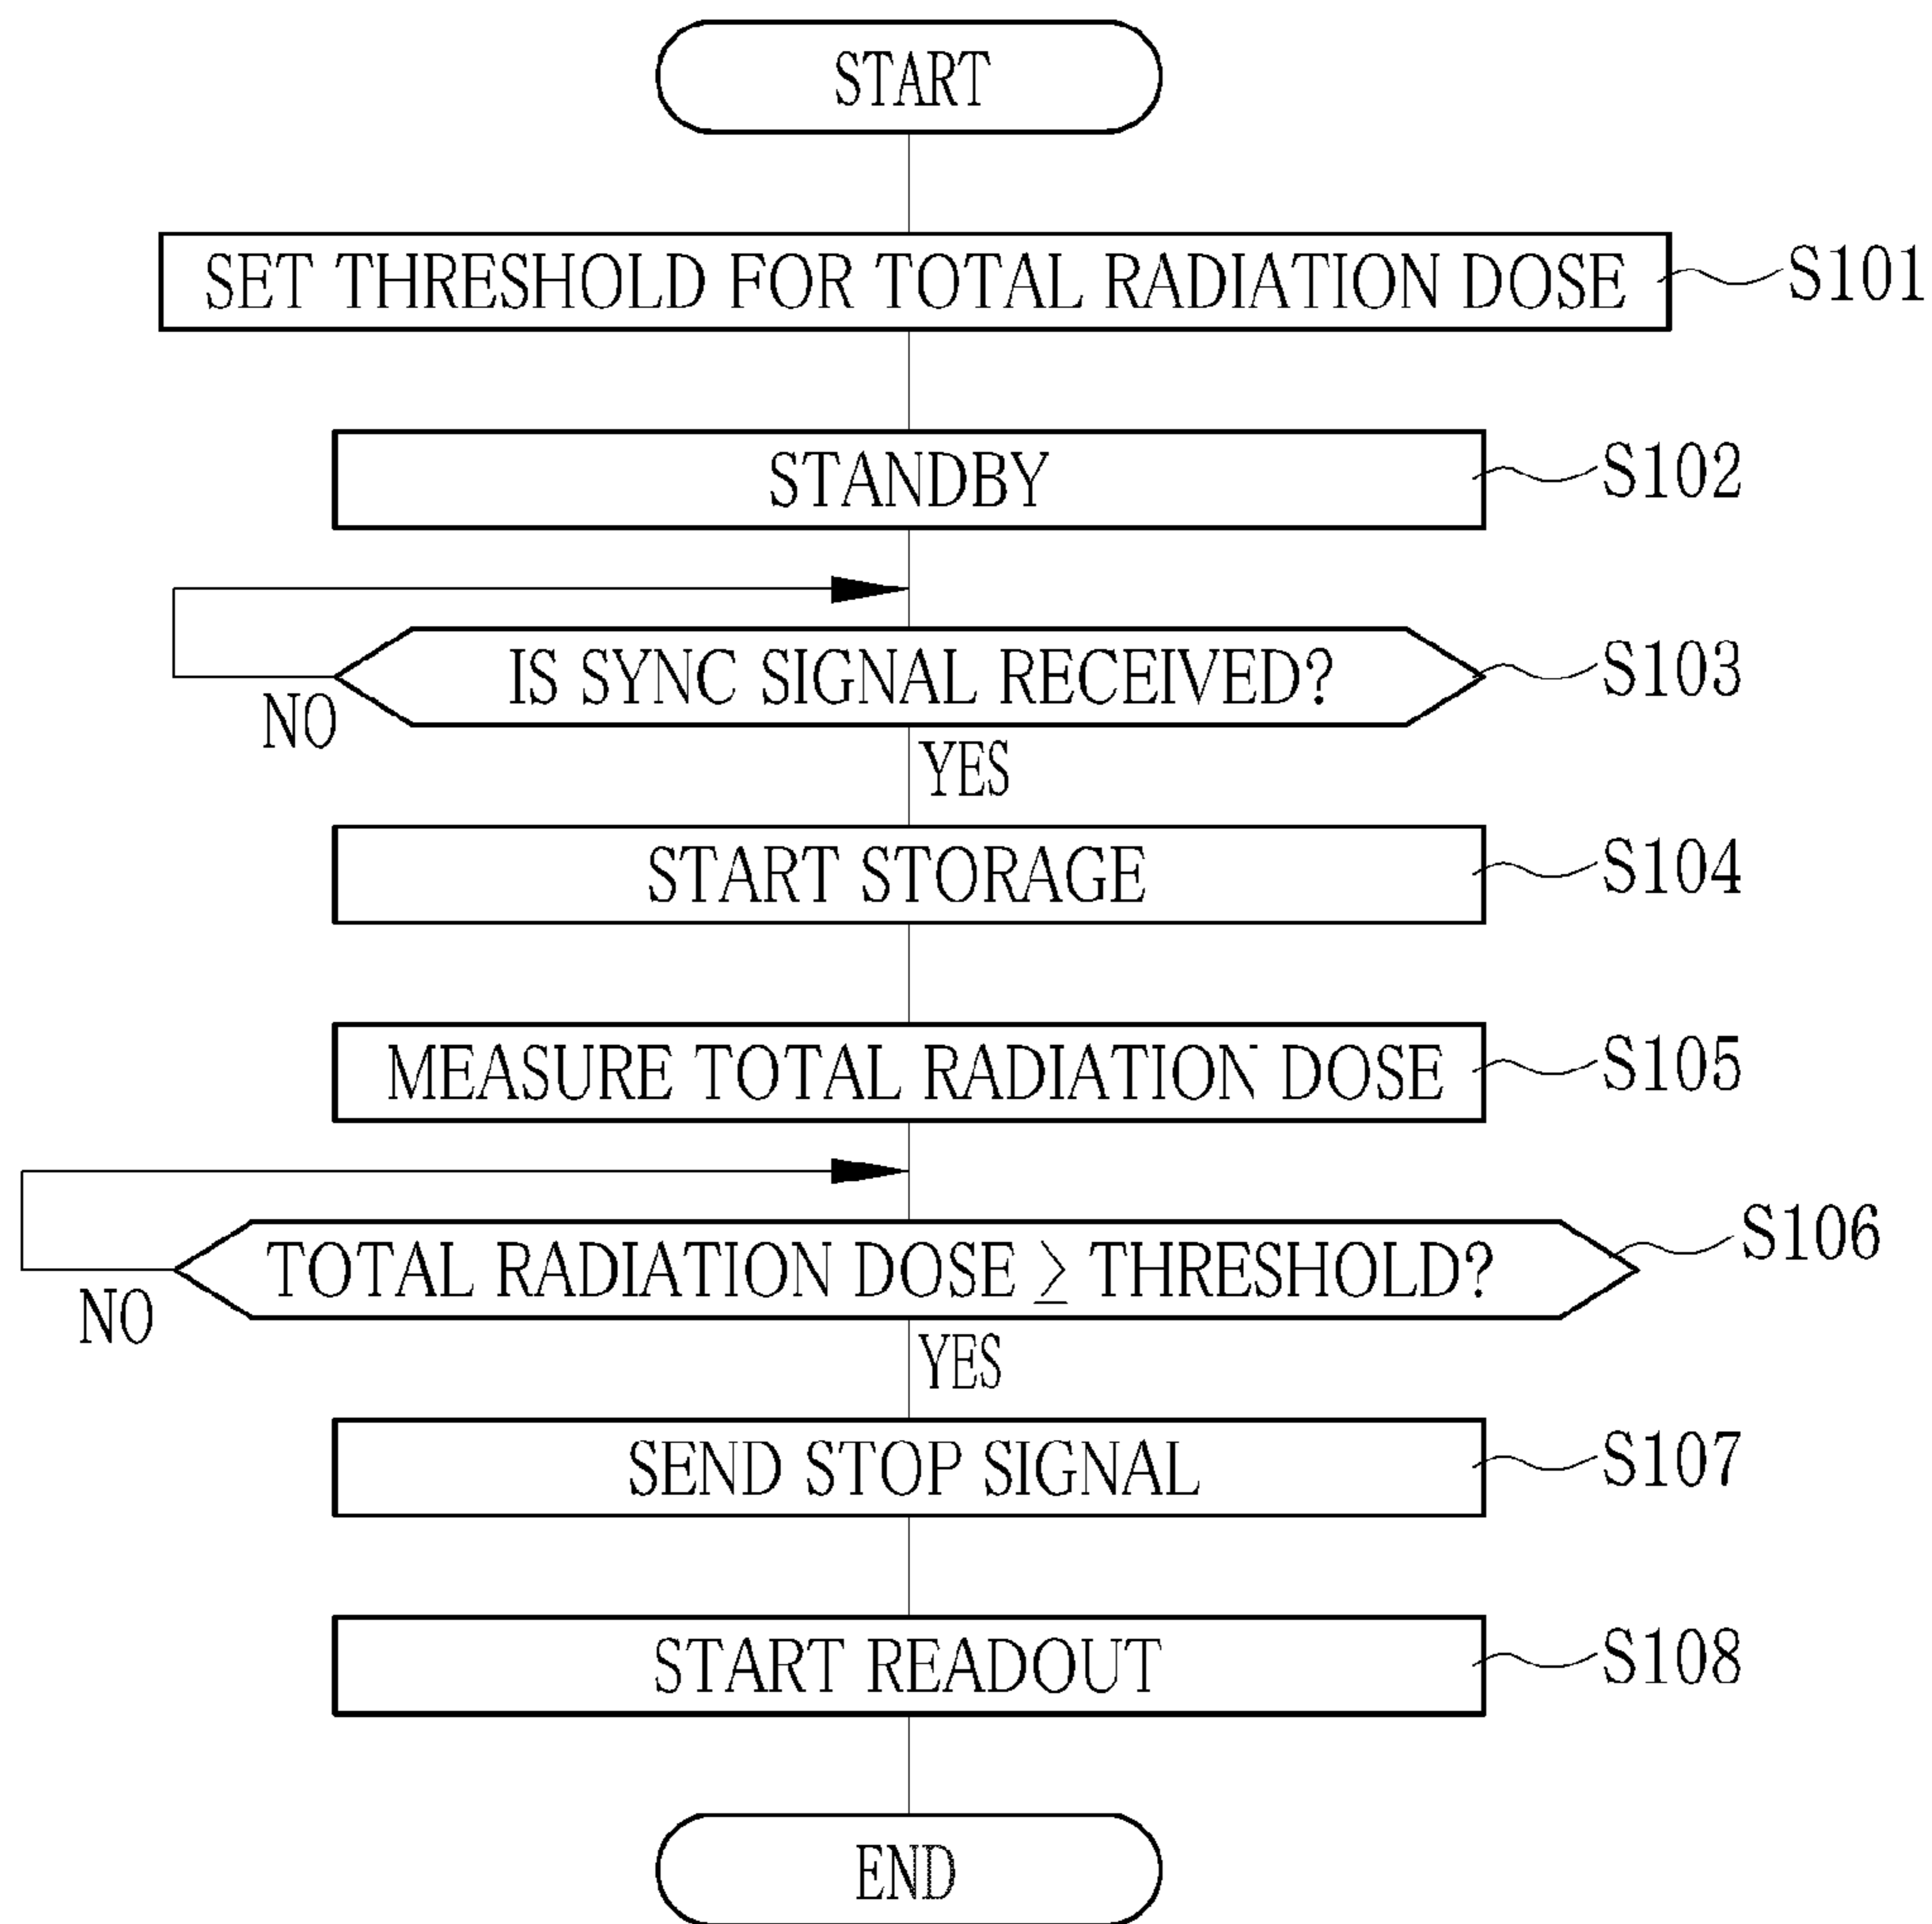 START
SET THRESHOLD FOR TOTAL RADIATION DOSE S101
STANDBY S102
IS SYNC SIGNAL RECEIVED? S103
NO
YES
START STORAGE S104
MEASURE TOTAL RADIATION DOSE S105
TOTAL RADIATION DOSE ≥ THRESHOLD? S106
NO
YES
SEND STOP SIGNAL S107
START READOUT S108
END